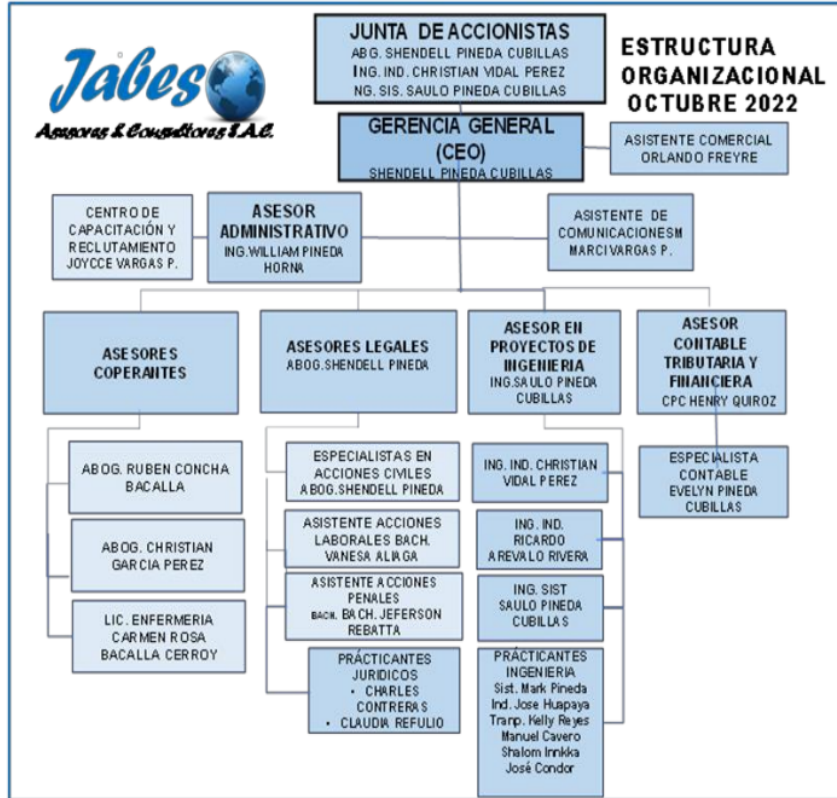 Jabes
Asesores & Consultores S.A.C.
JUNTA DE ACCIONISTAS
ABG. SHENDELL PINEDA CUBILLAS
ING. IND. CHRISTIAN VIDAL PEREZ
NG. SIS. SAULO PINEDA CUBILLAS
ESTRUCTURA
ORGANIZACIONAL
OCTUBRE 2022
GERENCIA GENERAL
(CEO)
SHENDELL PINEDA CUBILLAS
ASISTENTE COMERCIAL
ORLANDO FREYRE
CENTRO DE
CAPACITACIÓN Y
RECLUTAMIENTO
JOYCCE VARGAS P.
ASESOR
ADMINISTRATIVO
ING.WILLIAM PINEDA
HORNA
ASISTENTE DE
COMUNICACIONESM
MARCI VARGAS P.
ASESORES
COPERANTES
ASESORES LEGALES
ABOG.SHENDELL PINEDA
ASESOR EN
PROYECTOS DE
INGENIERIA
ING.SAULO PINEDA
CUBILLAS
ASESOR
CONTABLE
TRIBUTARIA Y
FINANCIERA
CPC HENRY QUIROZ
ABOG. RUBEN CONCHA
BACALLA
ABOG. CHRISTIAN
GARCIA PEREZ
LIC. ENFERMERIA
CARMEN ROSA
BACALLA CERROY
ESPECIALISTAS EN
ACCIONES CIVILES
ABOG.SHENDELL PINEDA
ASISTENTE ACCIONES
LABORALES BACH.
VANESA ALIAGA
ASISTENTE ACCIONES
PENALES
BACH. BACH. JEFERSON
REBATTA
PRÁCTICANTES
JURIDICOS
• CHARLES
CONTRERAS
• CLAUDIA REFULIO
ING. IND. CHRISTIAN
VIDAL PEREZ
ING. IND.
RICARDO
AREVALO RIVERA
ING. SIST
SAULO PINEDA
CUBILLAS
PRÁCTICANTES
INGENIERIA
Sist. Mark Pineda
Ind. Jose Huapaya
Tranp. Kelly Reyes
Manuel Cavero
Shalom Innkka
José Condor
ESPECIALISTA
CONTABLE
EVELYN PINEDA
CUBILLAS